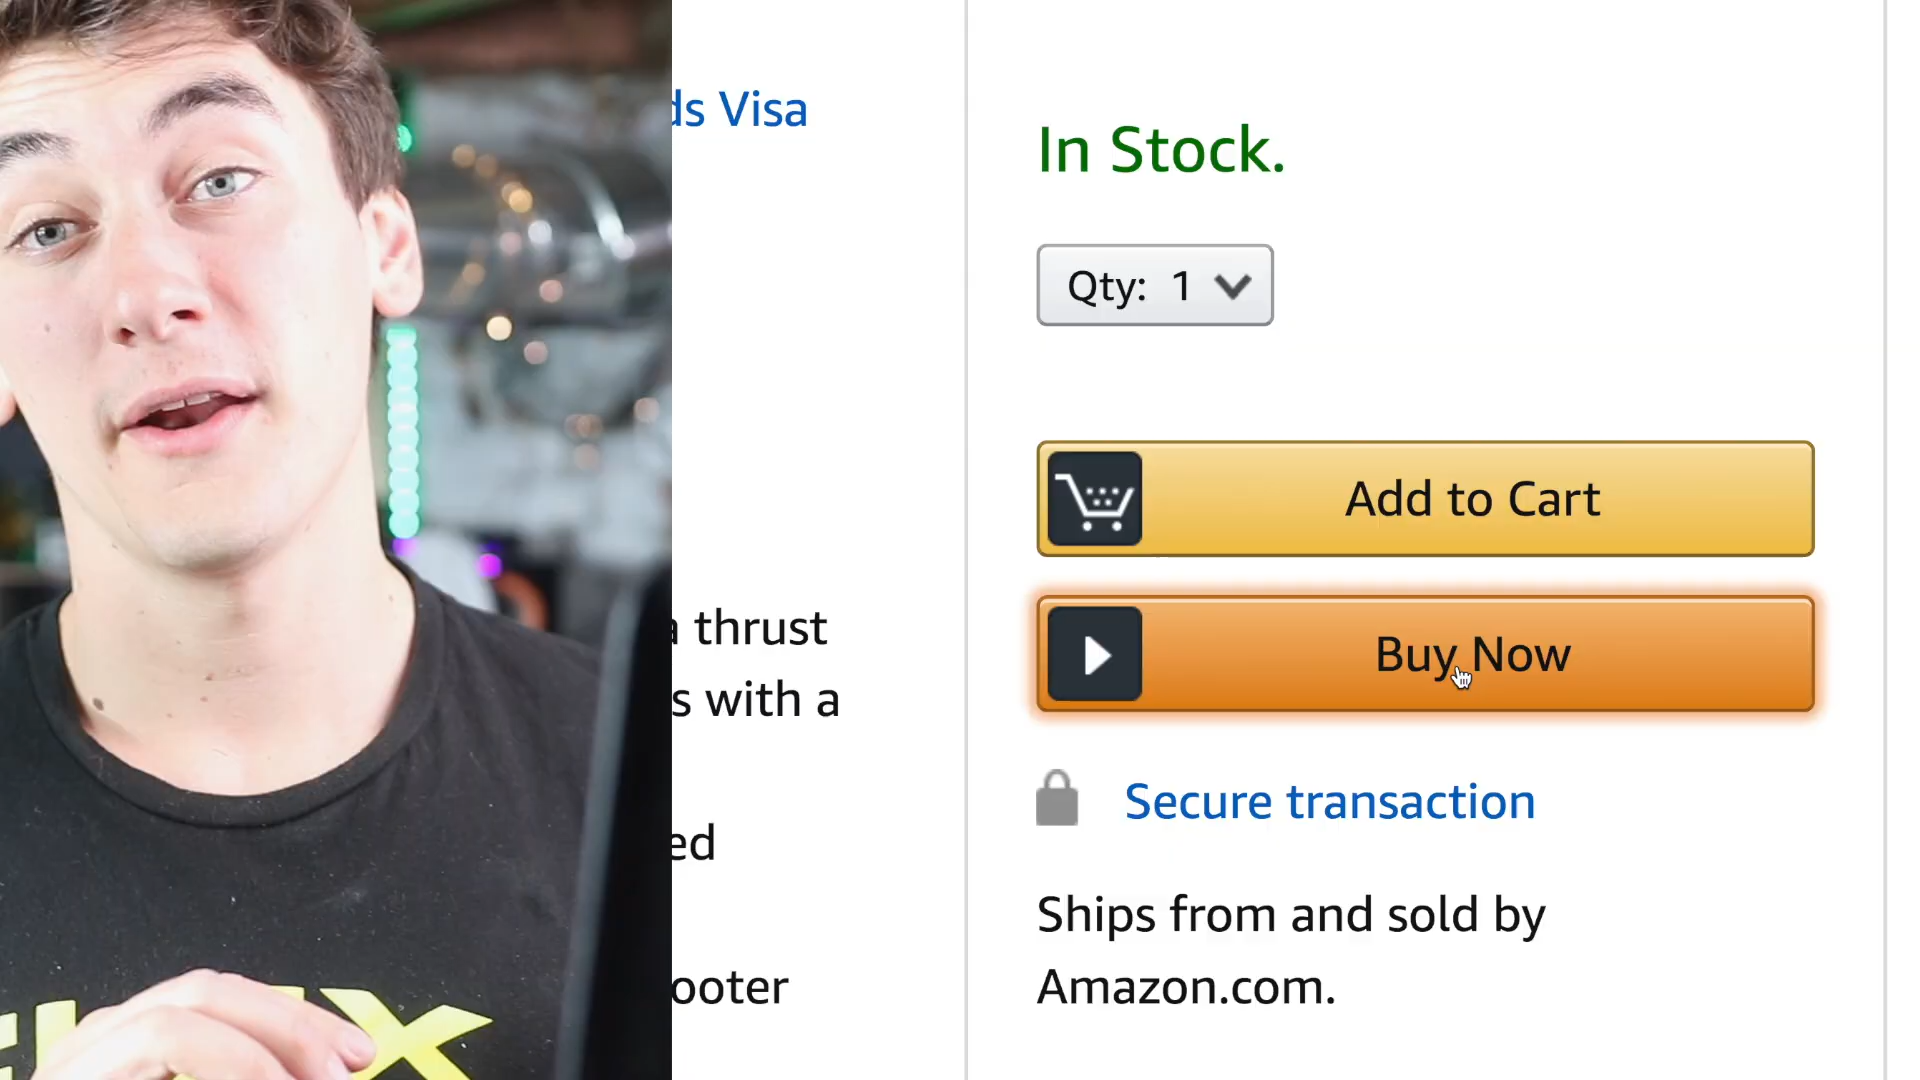 ds Visa
In Stock.
Qty: 1
Add to Cart
Buy Now
Secure transaction
thrust
s with a
ed
Ships from and sold by
ooter
Amazon.com.